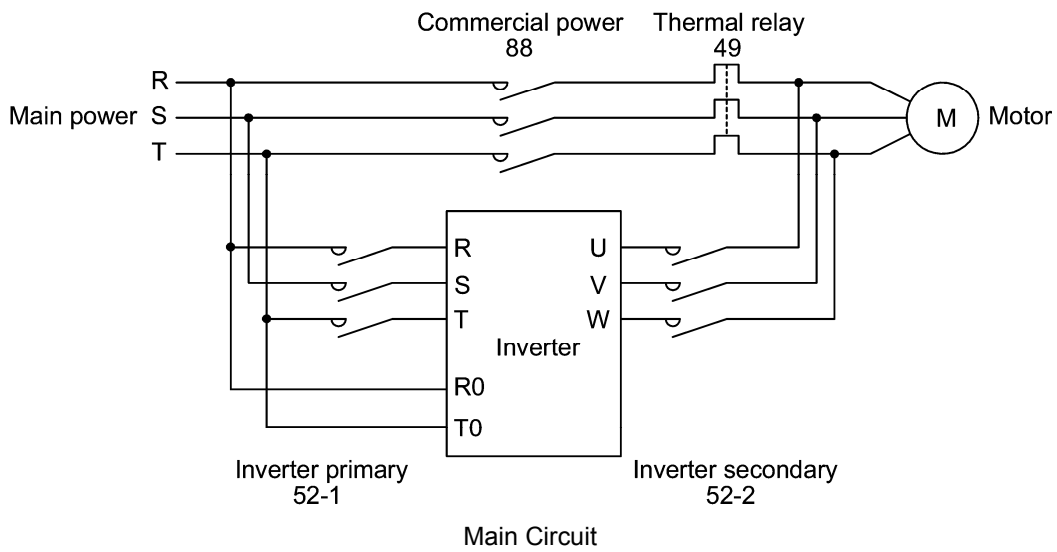 Commercial power Thermal relay
88 49
R
Main power S M Motor
T
R U
S V
T W
Inverter
R0
T0
Inverter primary Inverter secondary
52-1 52-2
Main Circuit